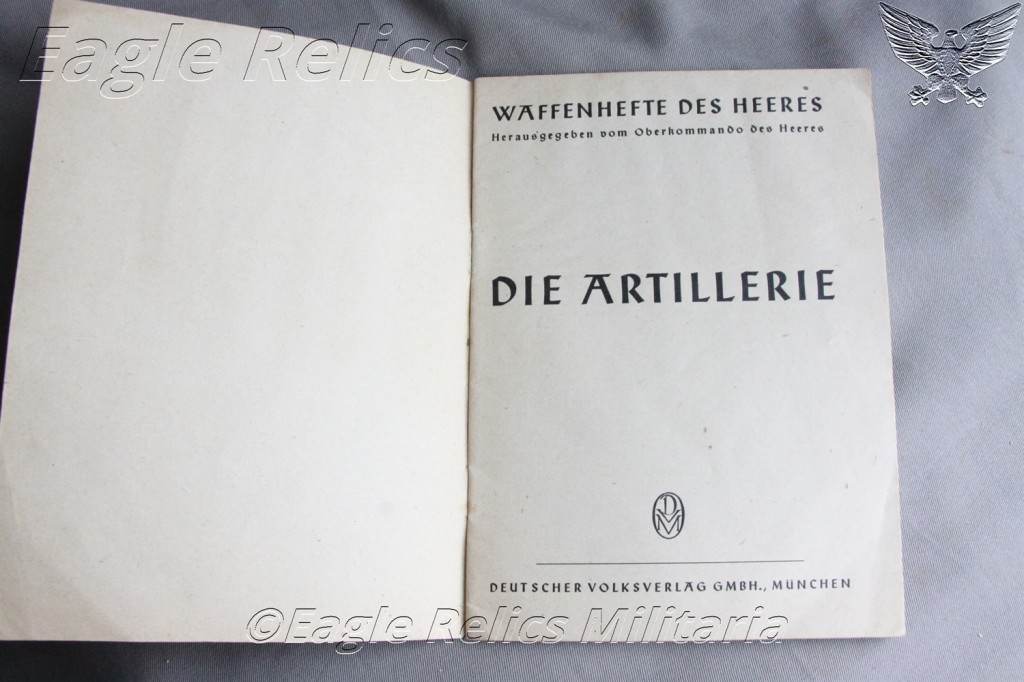 Eagle Relics
WAFFENHEFTE DES HEERES
Herausgegeben vom Oberkommando des Heeres
DIE ARTILLERIE
DVM
DEUTSCHER VOLKSVERLAG GMBH., MÜNCHEN
©Eagle Relics Militaria